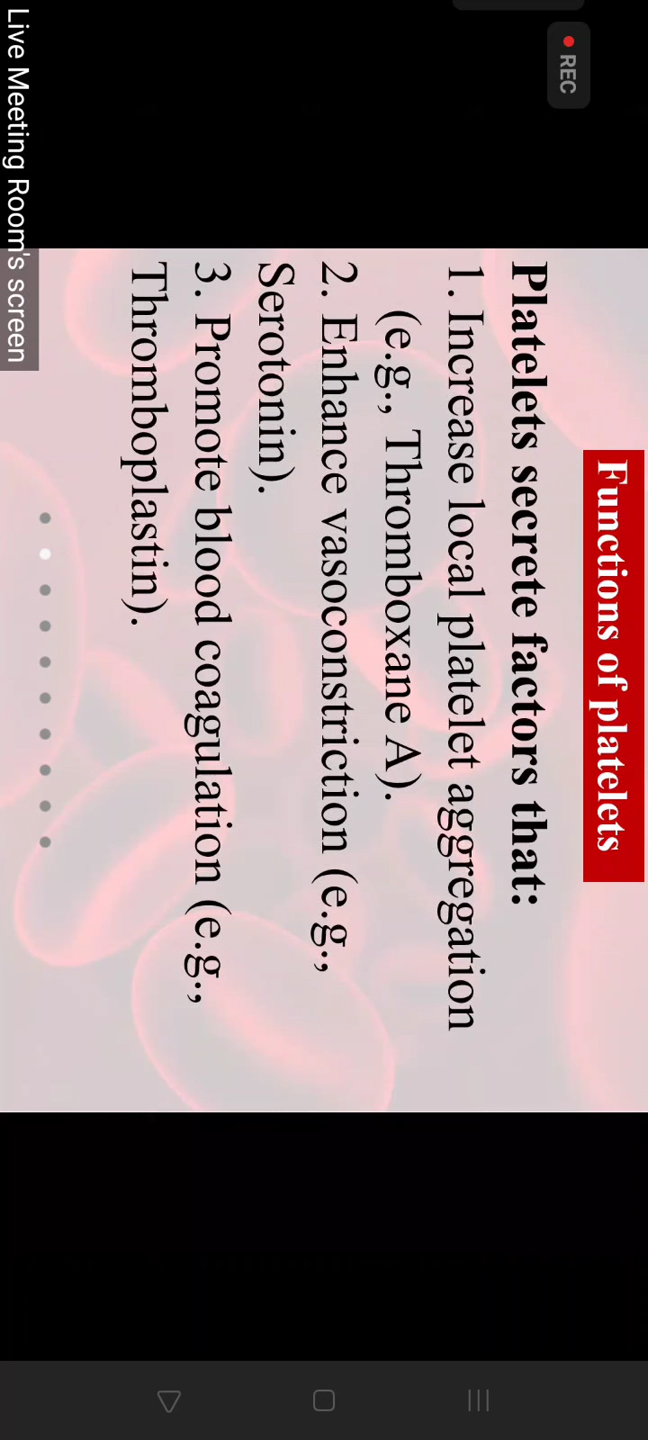 REC
Functions of platelets
Platelets secrete factors that:
1. Increase local platelet aggregation
(e.g., Thromboxane A).
2. Enhance vasoconstriction (e.g.,
Serotonin).
3. Promote blood coagulation (e.g.,
Thromboplastin).
Live Meeting Room's screen